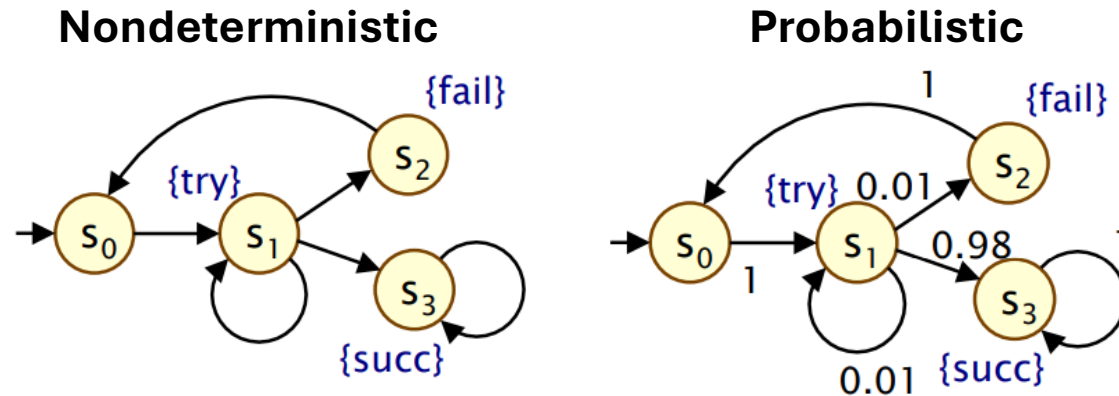 Nondeterministic
{fail}
{try}
s2
s0
s1
s3
{succ}
Probabilistic
1
{fail}
{try}
0.01
s2
s0
s1
0.98
1
s3
0.01
{succ}